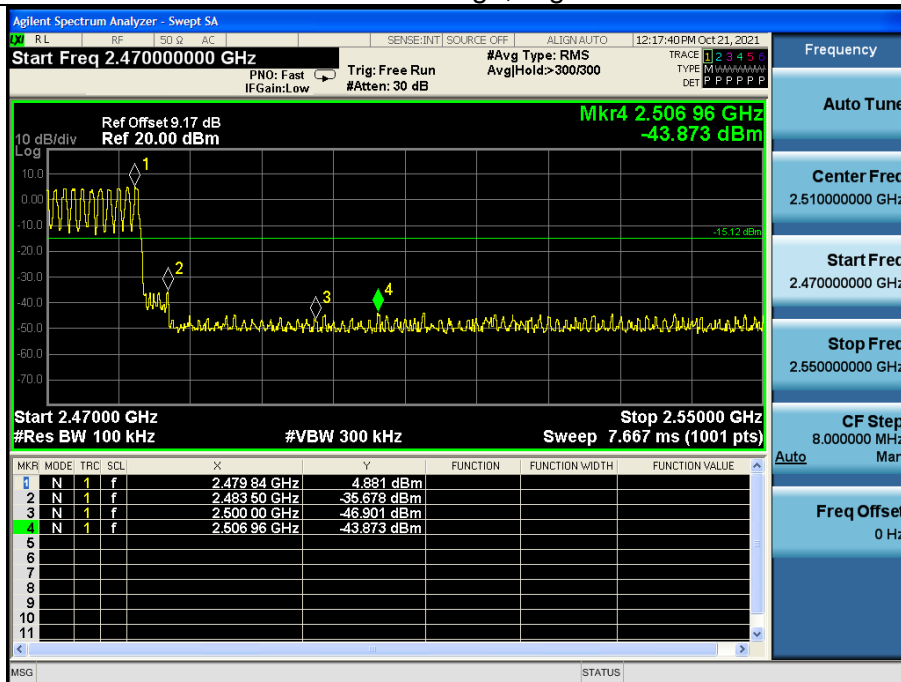 Agilent Spectrum Analyzer - Swept SA
LXI RL RF 50 Ω AC SENSE:INT SOURCE OFF ALIGN AUTO 12:17:40 PM Oct 21, 2021
Start Freq 2.470000000 GHz #Avg Type: RMS TRACE 1 2 3 4 5 6
PNO: Fast Trig: Free Run Avg|Hold:>300/300 TYPE MWWWWW
IFGain:Low #Atten: 30 dB DET P P P P P P
Mkr4 2.506 96 GHz
-43.873 dBm
Ref Offset 9.17 dB
10 dB/div Ref 20.00 dBm
Log
10.0
0.00
-10.0
-20.0
-30.0
-40.0
-50.0
-60.0
-70.0
1
2
3
4
-15.12 dBm
Start 2.47000 GHz Stop 2.55000 GHz
#Res BW 100 kHz #VBW 300 kHz Sweep 7.667 ms (1001 pts)
MKR MODE TRC SCL X Y FUNCTION FUNCTION WIDTH FUNCTION VALUE
1 N 1 f 2.479 84 GHz 4.881 dBm
2 N 1 f 2.483 50 GHz -35.678 dBm
3 N 1 f 2.500 00 GHz -46.901 dBm
4 N 1 f 2.506 96 GHz -43.873 dBm
5
6
7
8
9
10
11
MSG STATUS
Frequency
Auto Tune
Center Freq
2.510000000 GHz
Start Freq
2.470000000 GHz
Stop Freq
2.550000000 GHz
CF Step
8.000000 MHz
Auto Man
Freq Offset
0 Hz